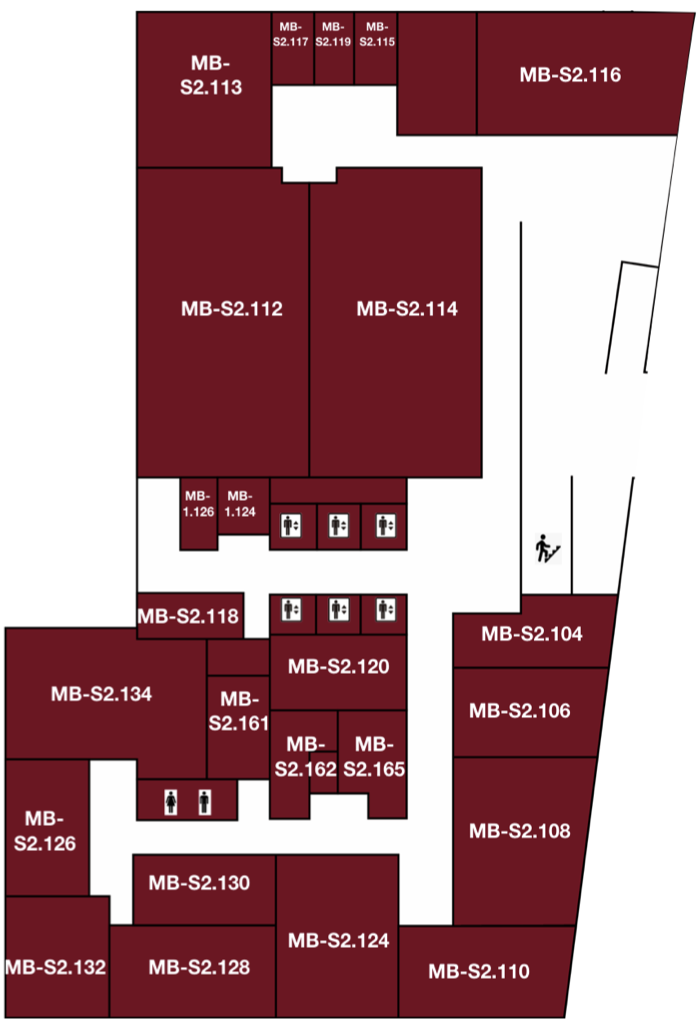 MB-
S2.113
MB-
S2.117
MB-
S2.119
MB-
S2.115
MB-S2.116
MB-S2.112
MB-S2.114
MB-
1.126
MB-
1.124
MB-S2.118
MB-S2.104
MB-S2.120
MB-S2.134
MB-
S2.161
MB-S2.106
MB-
S2.162
MB-
S2.165
MB-
S2.126
MB-S2.108
MB-S2.130
MB-S2.124
MB-S2.132
MB-S2.128
MB-S2.110